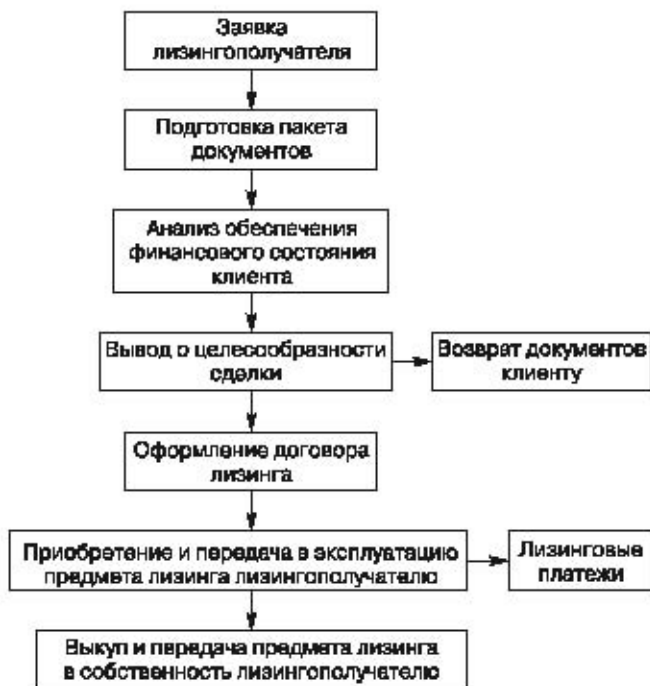 Заявка
лизингополучателя
Подготовка пакета
документов
Анализ обеспечения
финансового состояния
клиента
Вывод о целесообразности
сделки
Возврат документов
клиенту
Оформление договора
лизинга
Приобретение и передача в эксплуатацию
предмета лизинга лизингополучателю
Лизинговые
платежи
Выкуп и передача предмета лизинга
в собственность лизингополучателю